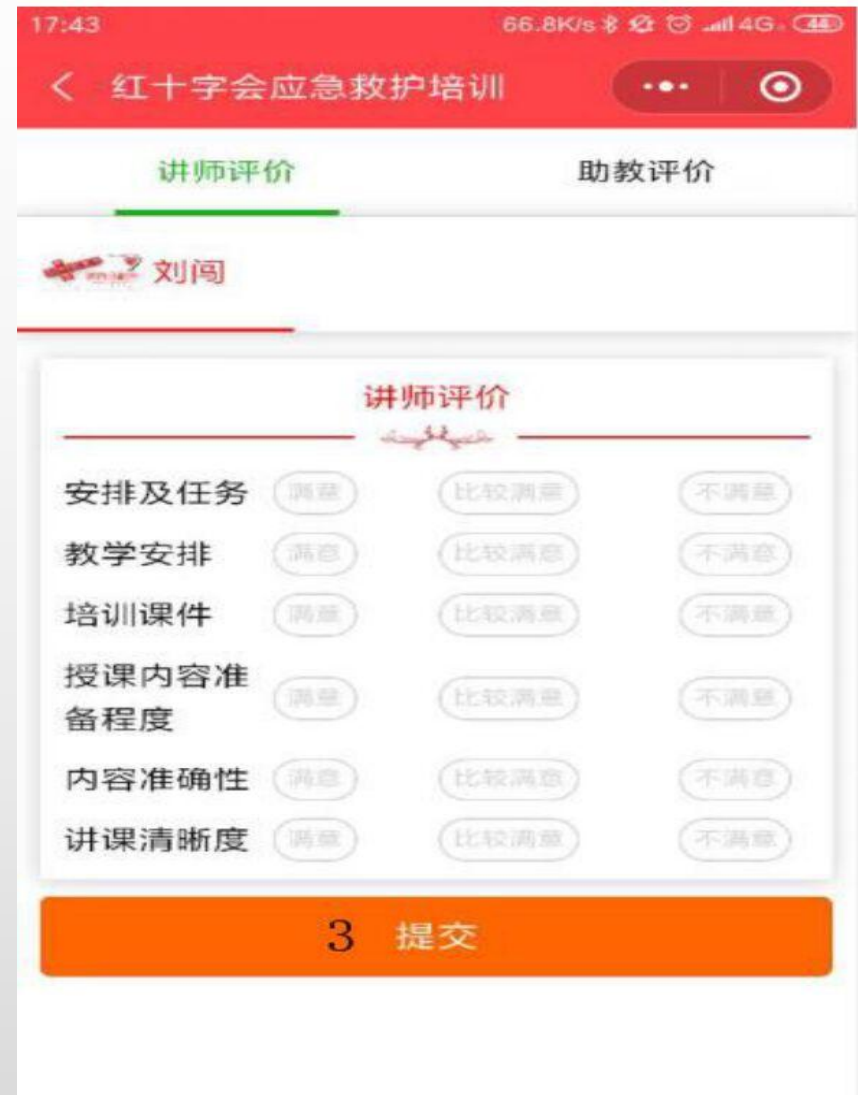 17:43 66.8K/s 4G 44
红十字会应急救护培训
讲师评价 助教评价
刘闯
讲师评价
安排及任务 满意 比较满意 不满意
教学安排 满意 比较满意 不满意
培训课件 满意 比较满意 不满意
授课内容准
备程度 满意 比较满意 不满意
内容准确性 满意 比较满意 不满意
讲课清晰度 满意 比较满意 不满意
3 提交